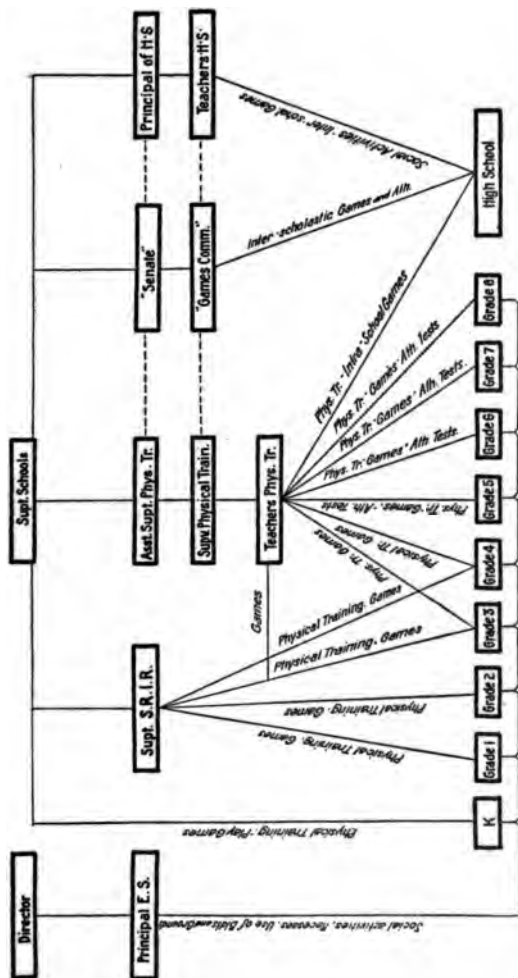 Director
Supt. Schools
Principal E.S.
Supt. S.R.I.R.
Asst. Supt. Phys. Tr.
"Senate"
Principal of H.S
Supv. Physical Train.
"Games Comm."
Teachers H.S.
Teachers Phys. Tr.
Games
Social activities, Recesses, Use of
Physical Training, Play Games
Physical Training, Games
Physical Training, Games
Physical Training, Games
Physical Training, Games
Phys. Tr. Games
Physical Tr. Games
Phys. Tr. Games. Ath. Tests
Phys. Tr. "Games" Ath. Tests.
Phys. Tr. "Games" Ath. Tests.
Phys. Tr. "Games" Ath. Tests
Phys. Tr. - Intra - School Games
Inter-scholastic Games and Ath.
Social Activities Games
K
Grade 1
Grade 2
Grade 3
Grade 4
Grade 5
Grade 6
Grade 7
Grade 8
High School